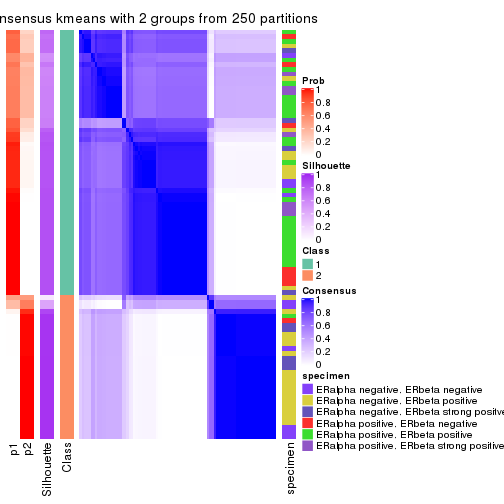 nsensus kmeans with 2 groups from 250 partitions
Prob
1
0.8
0.6
0.4
0.2
0
Silhouette
1
0.8
0.6
0.4
0.2
0
Class
1
2
Consensus
1
0.8
0.6
0.4
0.2
0
specimen
ERalpha negative. ERbeta negative
ERalpha negative. ERbeta positive
ERalpha negative. ERbeta strong positive
ERalpha positive. ERbeta negative
ERalpha positive. ERbeta positive
ERalpha positive. ERbeta strong positive
p1
p2
Silhouette
Class
specimen